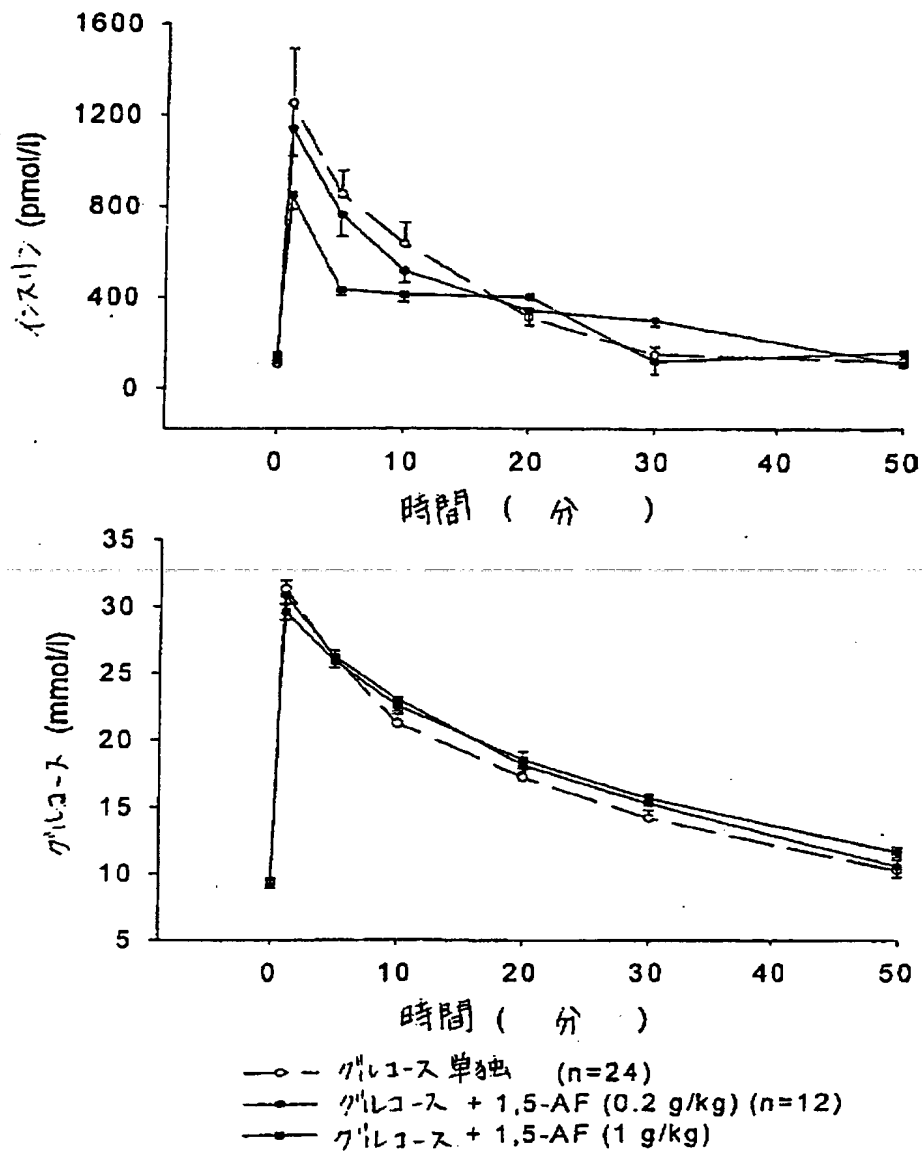 1600
1200
800
400
0
インスリン (pmol/l)
0 10 20 30 40 50
時間 ( 分 )
35
30
25
20
15
10
5
グルコース (mmol/l)
0 10 20 30 40 50
時間 ( 分 )
グルコース 単独 (n=24)
グルコース + 1,5-AF (0.2 g/kg) (n=12)
グルコース + 1,5-AF (1 g/kg)